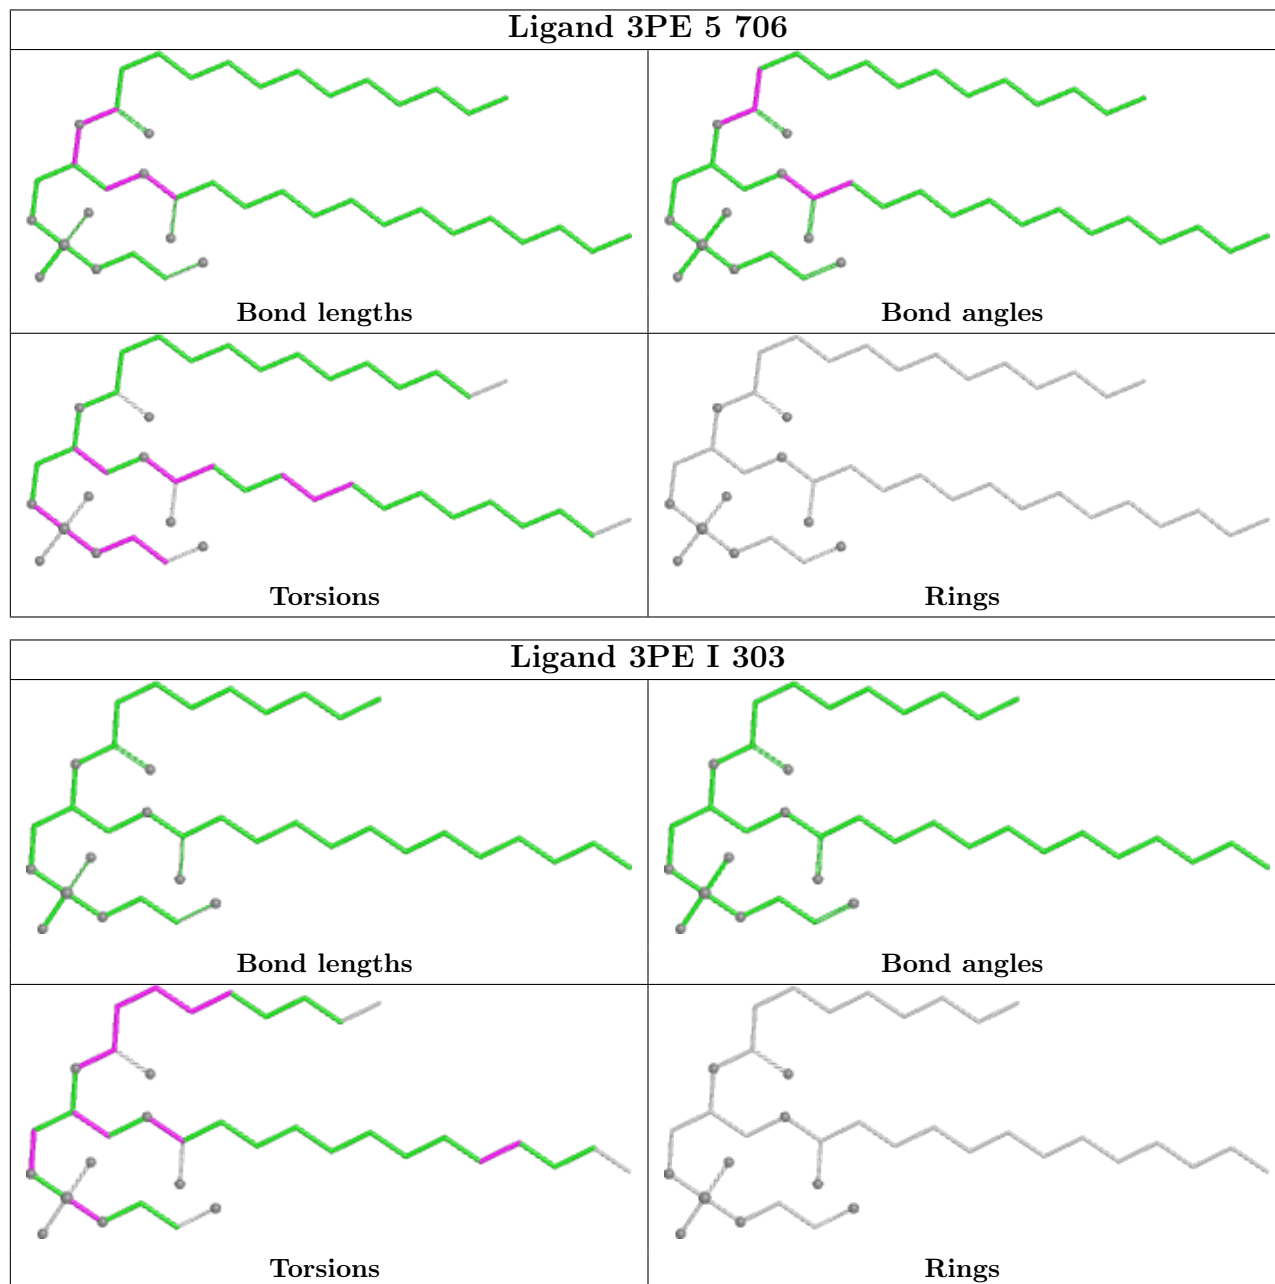 Ligand 3PE 5 706
Bond lengths
Bond angles
Torsions
Rings
Ligand 3PE I 303
Bond lengths
Bond angles
Torsions
Rings